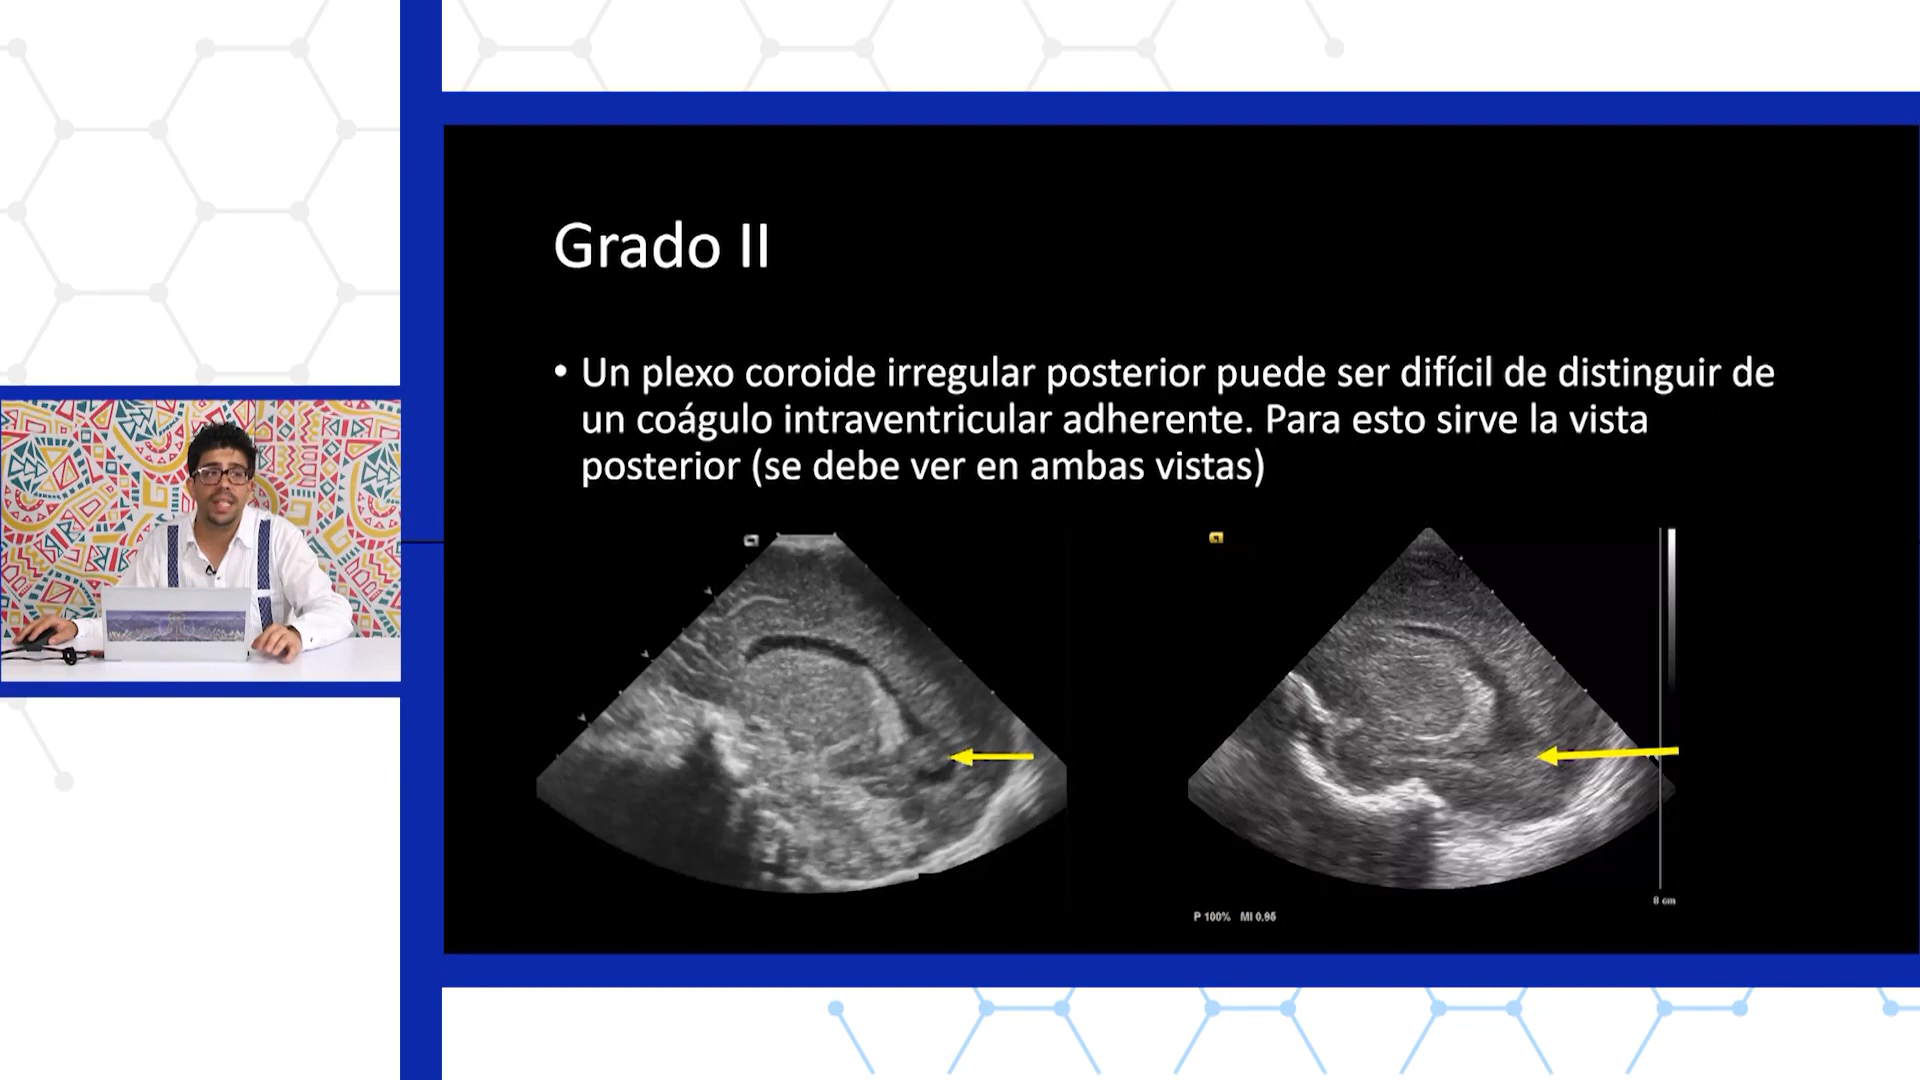 Grado II
• Un plexo coroide irregular posterior puede ser difícil de distinguir de
un coágulo intraventricular adherente. Para esto sirve la vista
posterior (se debe ver en ambas vistas)
P 100% MI 0.95
8 cm